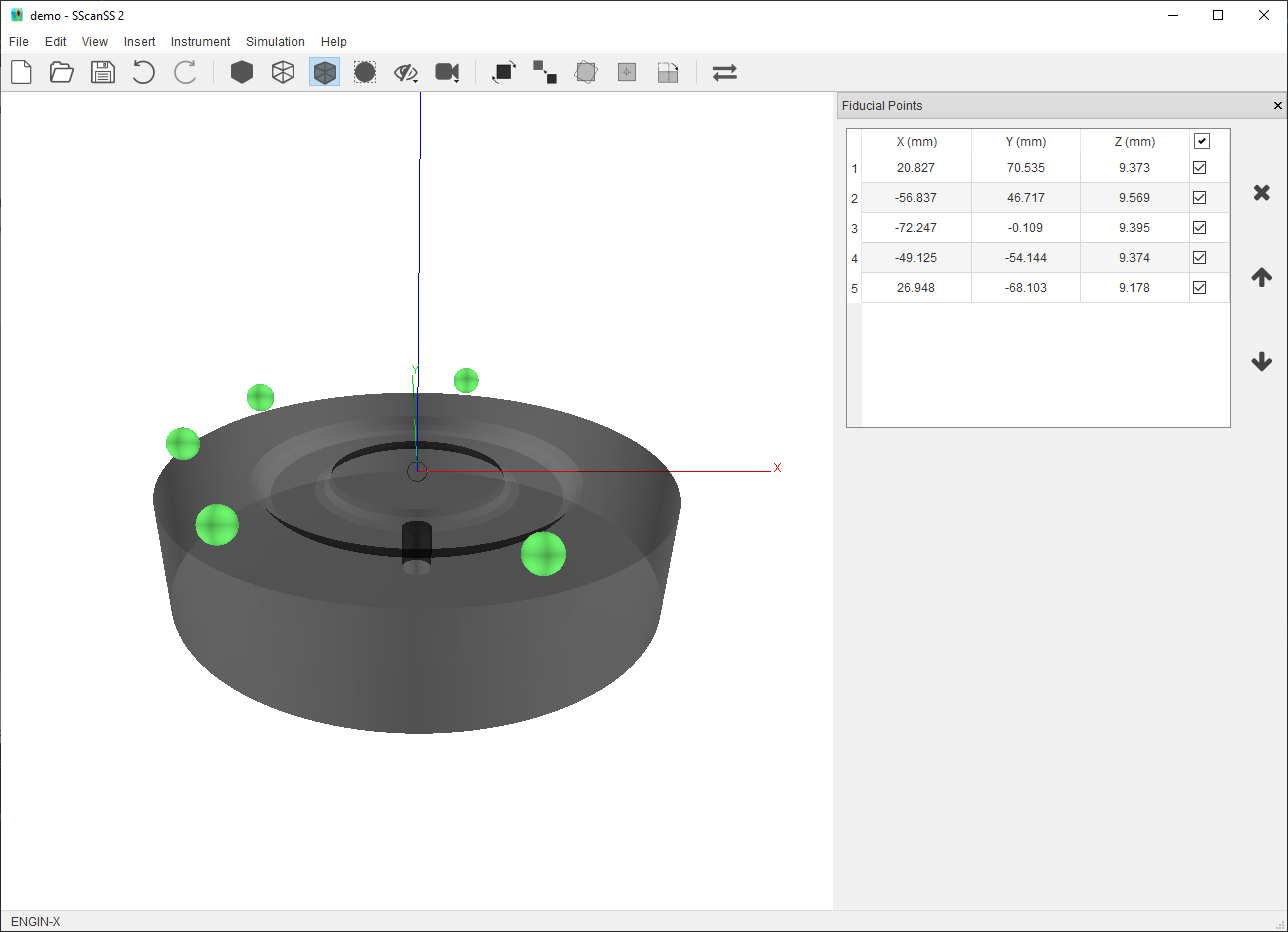 demo - SScanSS 2
File Edit View Insert Instrument Simulation Help
Fiducial Points
X (mm) Y (mm) Z (mm)
1 20.827 70.535 9.373
2 -56.837 46.717 9.569
3 -72.247 -0.109 9.395
4 -49.125 -54.144 9.374
5 26.948 -68.103 9.178
Y
X
ENGIN-X